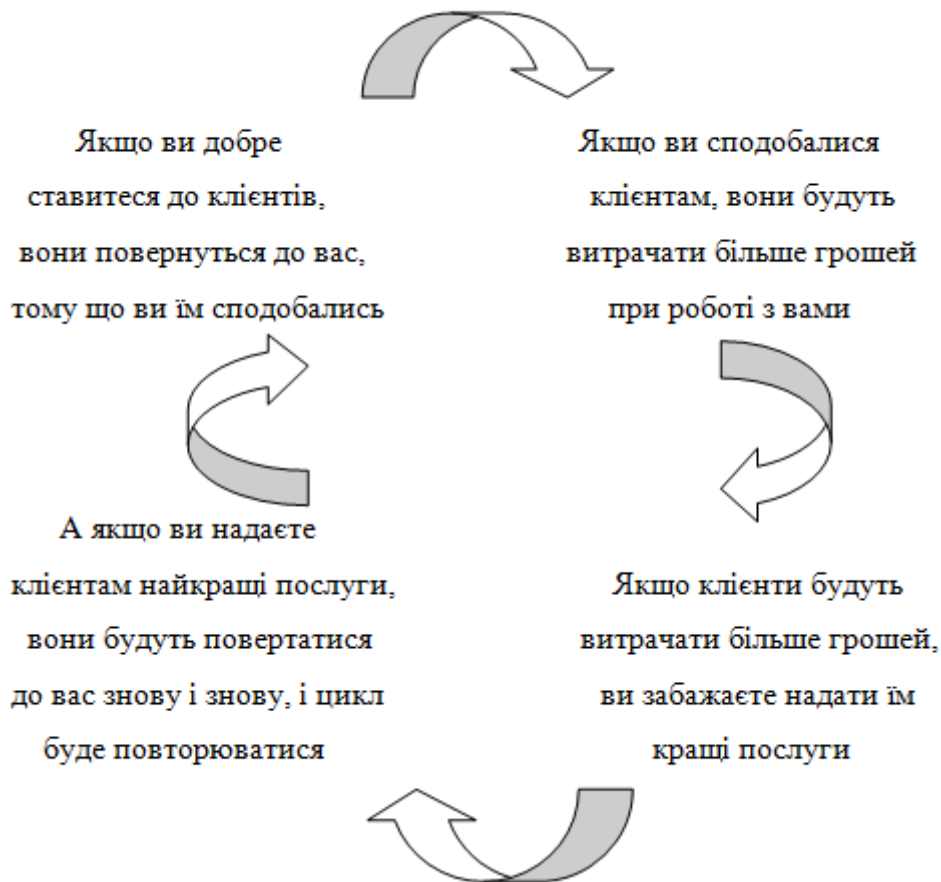 Якщо ви добре
ставитеся до клієнтів,
вони повернуться до вас,
тому що ви їм сподобались
Якщо ви сподобалися
клієнтам, вони будуть
витрачати більше грошей
при роботі з вами
Якщо клієнти будуть
витрачати більше грошей,
ви забажаєте надати їм
кращі послуги
А якщо ви надаєте
клієнтам найкращі послуги,
вони будуть повертатися
до вас знову і знову, і цикл
буде повторюватися